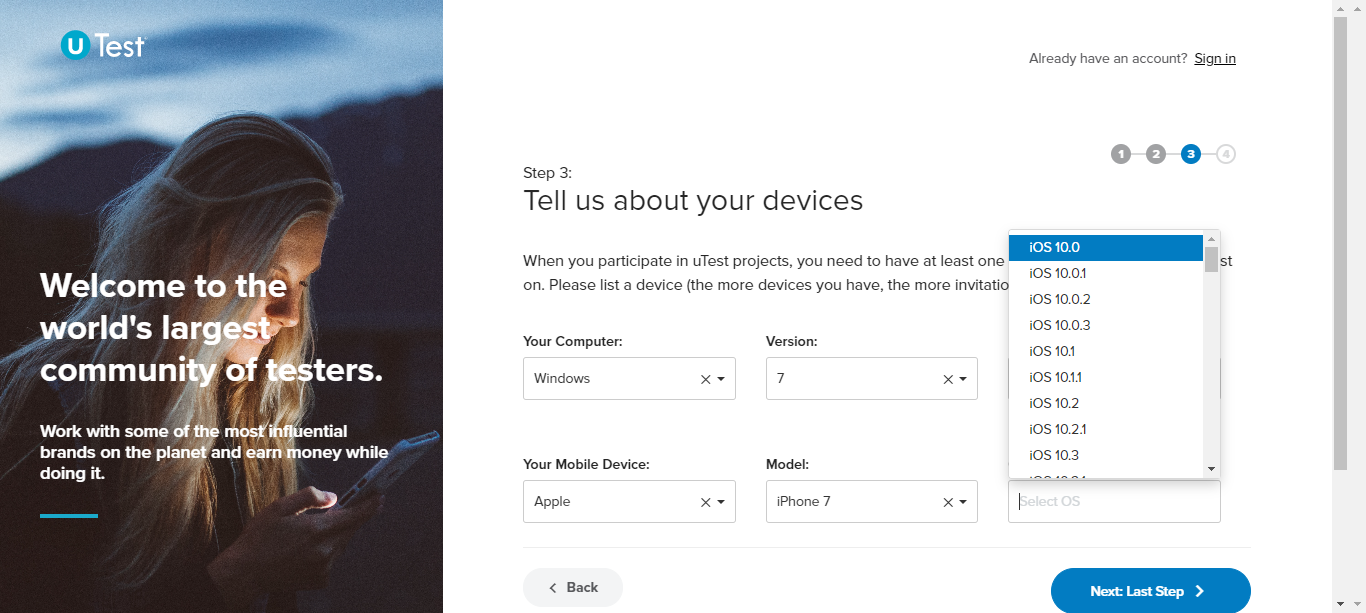 U Test
Already have an account? Sign in
1 2 3 4
Step 3:
Tell us about your devices
When you participate in uTest projects, you need to have at least one
st
on. Please list a device (the more devices you have, the more invitatio
Your Computer:
Version:
Windows
7
Your Mobile Device:
Model:
Apple
iPhone 7
Select OS
iOS 10.0
iOS 10.0.1
iOS 10.0.2
iOS 10.0.3
iOS 10.1
iOS 10.1.1
iOS 10.2
iOS 10.2.1
iOS 10.3
Back
Next: Last Step
Welcome to the
world's largest
community of testers.
Work with some of the most influential
brands on the planet and earn money while
doing it.